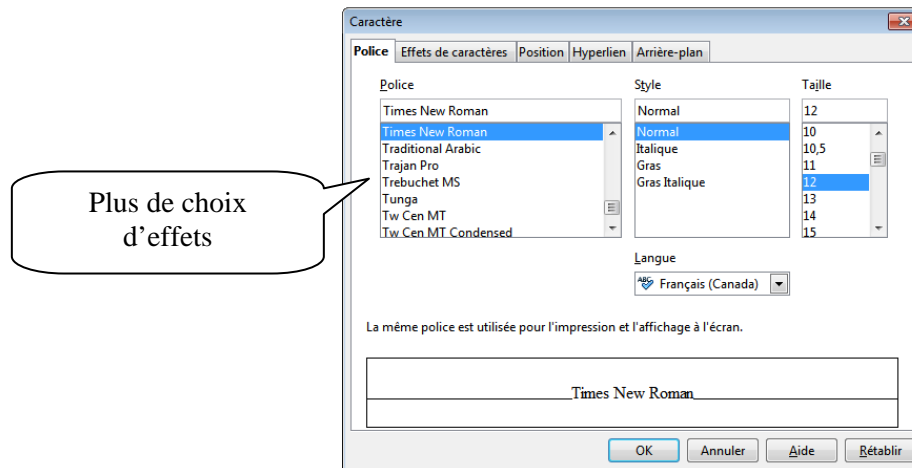 Caractère
Police Effets de caractères Position Hyperlien Arrière-plan
Police Style Taille
Times New Roman Normal 12
Times New Roman Normal 10
Traditional Arabic Italique 10,5
Trajan Pro Gras 11
Trebuchet MS Gras Italique 12
Tunga 13
Tw Cen MT 14
Tw Cen MT Condensed 15
Plus de choix
d’effets
Langue
ABC Français (Canada)
La même police est utilisée pour l'impression et l'affichage à l'écran.
Times New Roman
OK Annuler Aide Rétablir